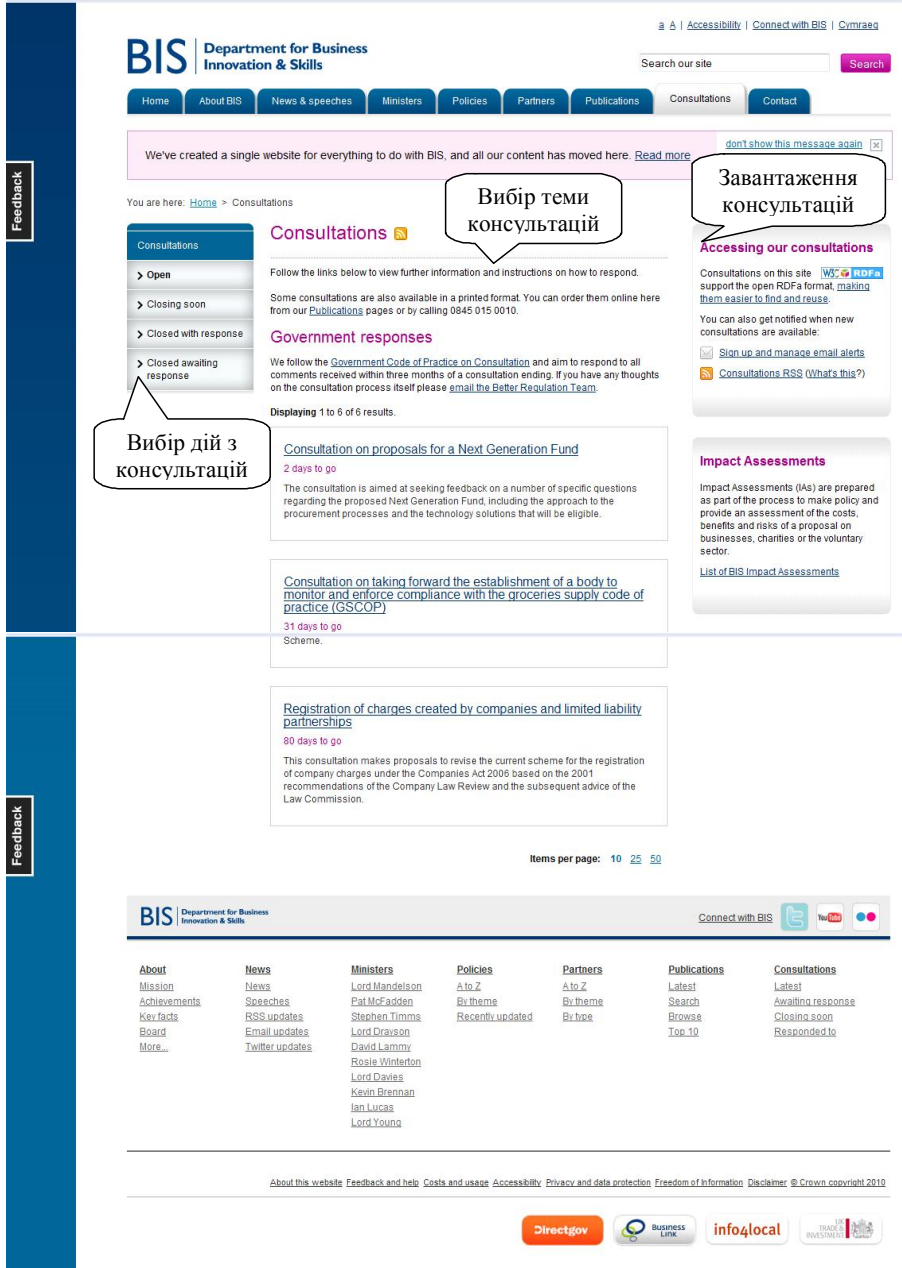 a A | Accessibility | Connect with BIS | Cymraeg
BIS
Department for Business
Innovation & Skills
Search our site
Search
Home
About BIS
News & speeches
Ministers
Policies
Partners
Publications
Consultations
Contact
We've created a single website for everything to do with BIS, and all our content has moved here. Read more
don't show this message again
Feedback
Вибір теми
консультацій
Завантаження
консультацій
You are here: Home > Consultations
Consultations
Open
Closing soon
Closed with response
Closed awaiting
response
Вибір дій з
консультацій
Consultations
Follow the links below to view further information and instructions on how to respond.
Some consultations are also available in a printed format. You can order them online here
from our Publications pages or by calling 0845 015 0010.
Government responses
We follow the Government Code of Practice on Consultation and aim to respond to all
comments received within three months of a consultation ending. If you have any thoughts
on the consultation process itself please email the Better Regulation Team.
Displaying 1 to 6 of 6 results.
Consultation on proposals for a Next Generation Fund
2 days to go
The consultation is aimed at seeking feedback on a number of specific questions
regarding the proposed Next Generation Fund, including the approach to the
procurement processes and the technology solutions that will be eligible.
Consultation on taking forward the establishment of a body to
monitor and enforce compliance with the groceries supply code of
practice (GSCOP)
31 days to go
Scheme.
Registration of charges created by companies and limited liability
partnerships
80 days to go
This consultation makes proposals to revise the current scheme for the registration
of company charges under the Companies Act 2006 based on the 2001
recommendations of the Company Law Review and the subsequent advice of the
Law Commission.
Accessing our consultations
Consultations on this site W3C RDFa
support the open RDFa format, making
them easier to find and reuse.
You can also get notified when new
consultations are available:
Sign up and manage email alerts
Consultations RSS (What's this?)
Impact Assessments
Impact Assessments (IAs) are prepared
as part of the process to make policy and
provide an assessment of the costs,
benefits and risks of a proposal on
businesses, charities or the voluntary
sector.
List of BIS Impact Assessments
Feedback
Items per page: 10 25 50
BIS
Department for Business
Innovation & Skills
Connect with BIS
t
You Tube
About
Mission
Achievements
Key facts
Board
More...
News
News
Speeches
RSS updates
Email updates
Twitter updates
Ministers
Lord Mandelson
Pat McFadden
Stephen Timms
Lord Drayson
David Lammy
Rosie Winterton
Lord Davies
Kevin Brennan
Ian Lucas
Lord Young
Policies
A to Z
By theme
Recently updated
Partners
A to Z
By theme
By type
Publications
Latest
Search
Browse
Top 10
Consultations
Latest
Awaiting response
Closing soon
Responded to
About this website Feedback and help Costs and usage Accessibility Privacy and data protection Freedom of Information Disclaimer © Crown copyright 2010
Directgov
BUSINESS
LINK
info4local
UK
TRADE &
INVESTMENT